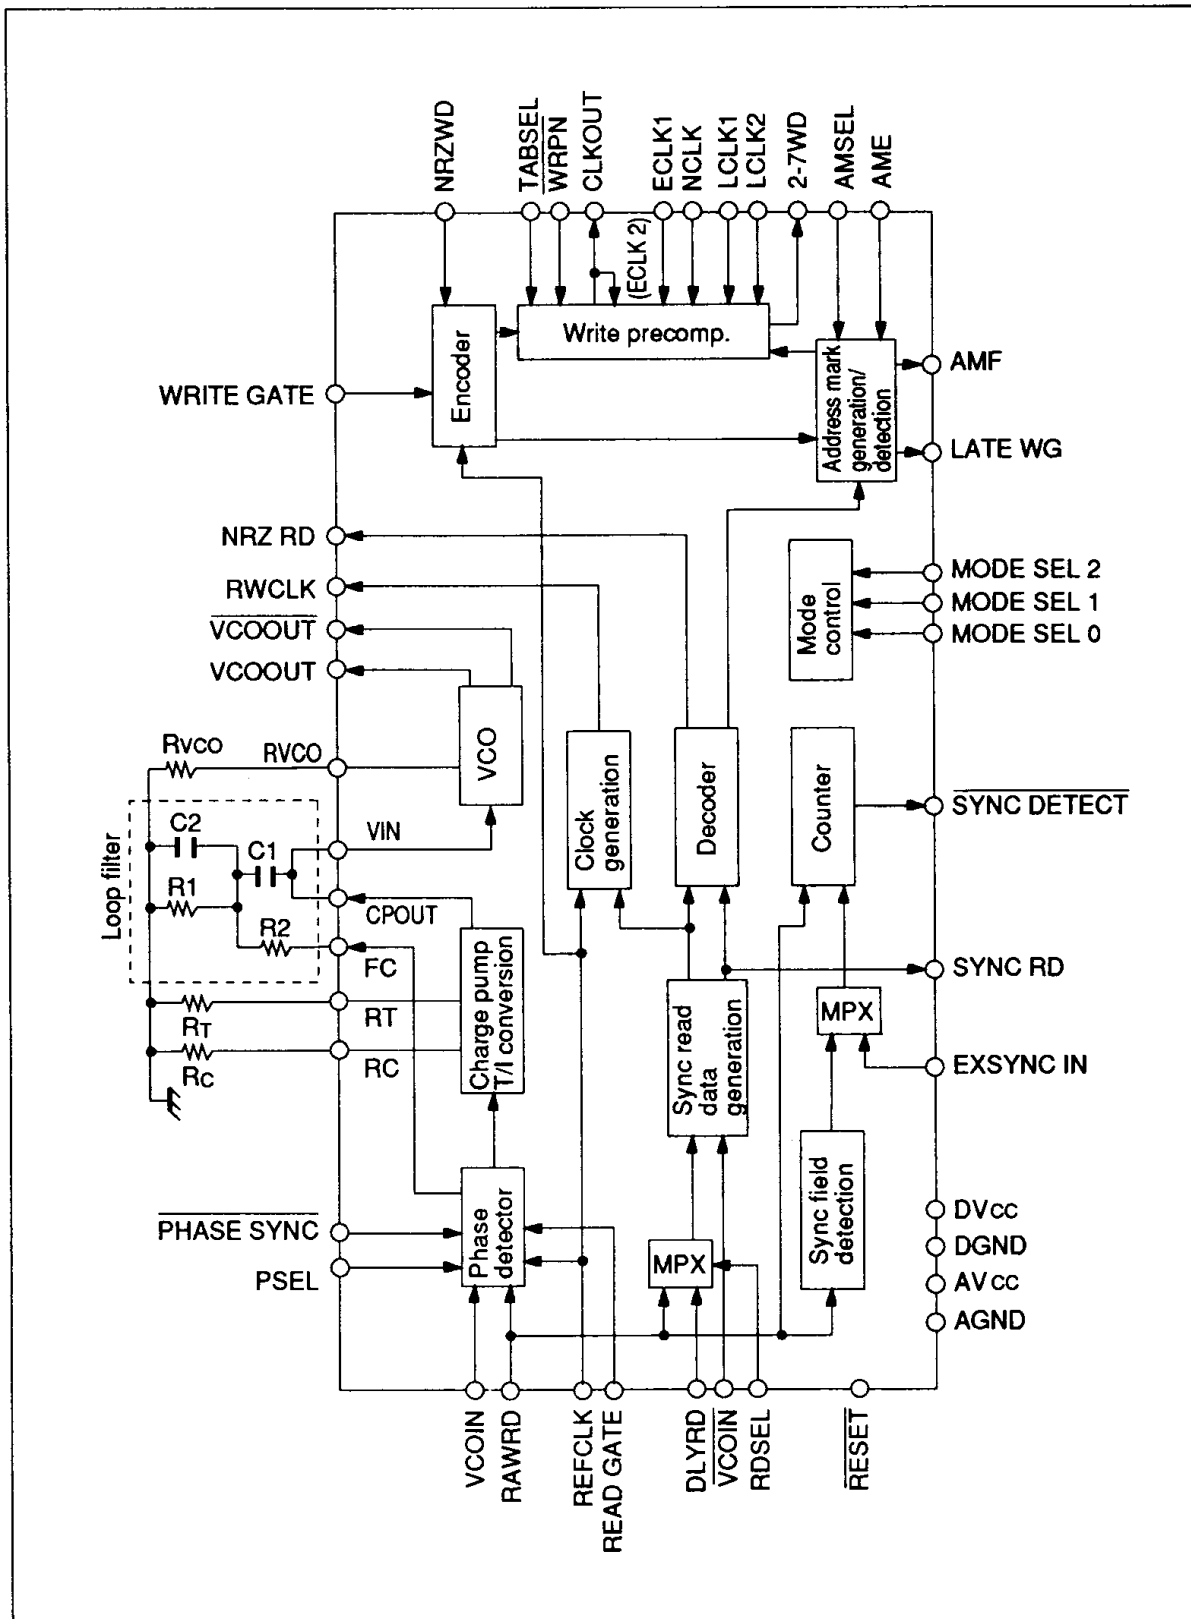 NRZWD
TABSEL
WRPN
CLKOUT
ECLK1
NCLK
LCLK1
LCLK2
2-7WD
AMSEL
AME
(ECLK 2)
Encoder
Write precomp.
Address mark
generation/
detection
WRITE GATE
AMF
LATE WG
NRZ RD
RWCLK
VCOOUT
VCOOUT
MODE SEL 2
MODE SEL 1
MODE SEL 0
Mode
control
RVCO
RVCO
VCO
Clock
generation
Decoder
Counter
SYNC DETECT
Loop filter
C2
C1
R1
R2
VIN
CPOUT
FC
RT
RT
RC
RC
Charge pump
T/I conversion
Sync read
data
generation
SYNC RD
MPX
EXSYNC IN
PHASE SYNC
PSEL
Phase
detector
MPX
Sync field
detection
DVCC
DGND
AVCC
AGND
VCOIN
RAWRD
REFCLK
READ GATE
DLYRD
VCOIN
RDSEL
RESET